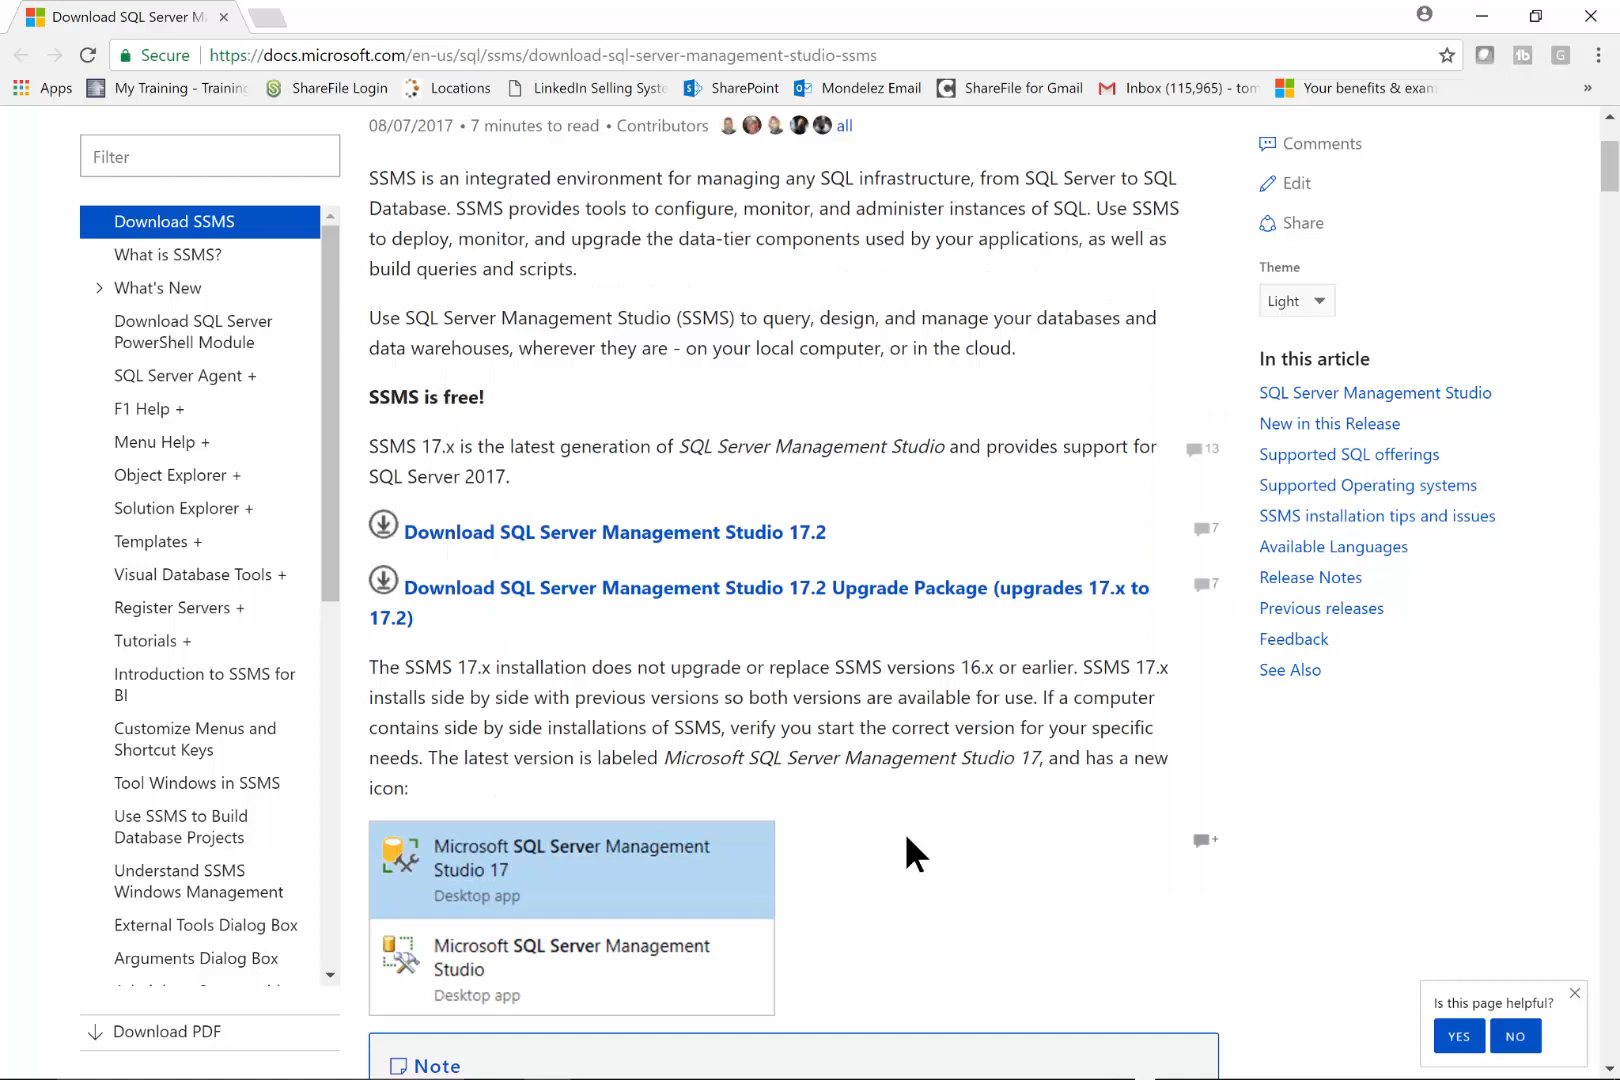 Download SQL Server M
Secure | https://docs.microsoft.com/en-us/sql/ssms/download-sql-server-management-studio-ssms
Apps My Training - Training ShareFile Login Locations LinkedIn Selling Syste SharePoint Mondelez Email ShareFile for Gmail Inbox (115,965) - tom Your benefits & exam »
Filter
Download SSMS
What is SSMS?
What's New
Download SQL Server
PowerShell Module
SQL Server Agent +
F1 Help +
Menu Help +
Object Explorer +
Solution Explorer +
Templates +
Visual Database Tools +
Register Servers +
Tutorials +
Introduction to SSMS for
BI
Customize Menus and
Shortcut Keys
Tool Windows in SSMS
Use SSMS to Build
Database Projects
Understand SSMS
Windows Management
External Tools Dialog Box
Arguments Dialog Box
Download PDF
08/07/2017 • 7 minutes to read • Contributors all
SSMS is an integrated environment for managing any SQL infrastructure, from SQL Server to SQL
Database. SSMS provides tools to configure, monitor, and administer instances of SQL. Use SSMS
to deploy, monitor, and upgrade the data-tier components used by your applications, as well as
build queries and scripts.
Use SQL Server Management Studio (SSMS) to query, design, and manage your databases and
data warehouses, wherever they are - on your local computer, or in the cloud.
SSMS is free!
SSMS 17.x is the latest generation of SQL Server Management Studio and provides support for
SQL Server 2017.
13
Download SQL Server Management Studio 17.2
7
Download SQL Server Management Studio 17.2 Upgrade Package (upgrades 17.x to
17.2)
7
The SSMS 17.x installation does not upgrade or replace SSMS versions 16.x or earlier. SSMS 17.x
installs side by side with previous versions so both versions are available for use. If a computer
contains side by side installations of SSMS, verify you start the correct version for your specific
needs. The latest version is labeled Microsoft SQL Server Management Studio 17, and has a new
icon:
+
Microsoft SQL Server Management
Studio 17
Desktop app
Microsoft SQL Server Management
Studio
Desktop app
Note
Comments
Edit
Share
Theme
Light
In this article
SQL Server Management Studio
New in this Release
Supported SQL offerings
Supported Operating systems
SSMS installation tips and issues
Available Languages
Release Notes
Previous releases
Feedback
See Also
Is this page helpful?
YES NO